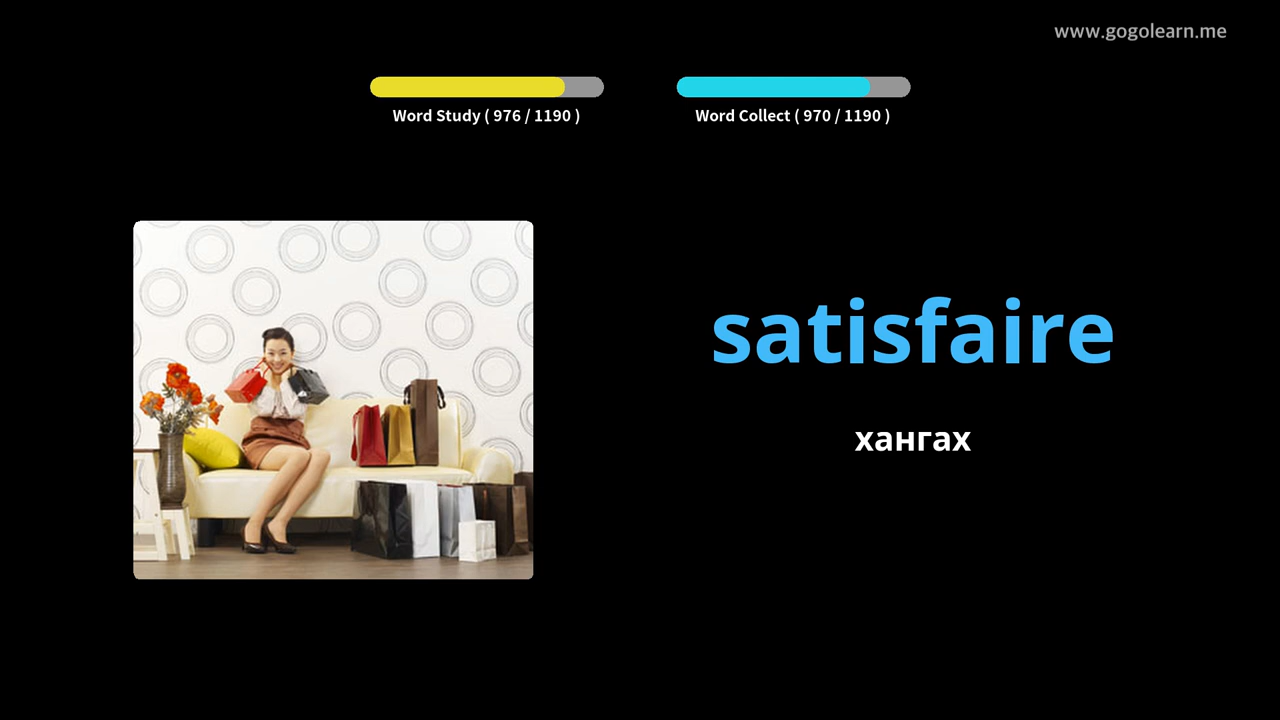 www.gogolearn.me
Word Study ( 976 / 1190 )
Word Collect ( 970 / 1190 )
satisfaire
хангах